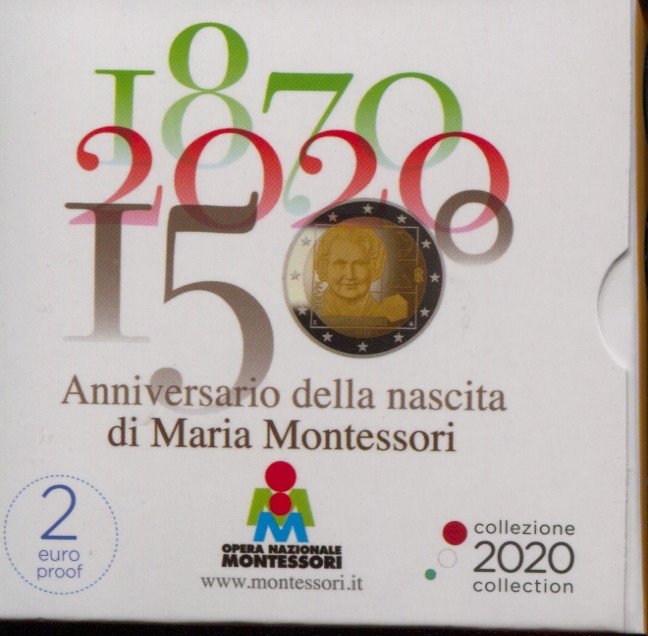 1870
2020
150
MARIA
Anniversario della nascita
di Maria Montessori
2
euro
proof
OPERA NAZIONALE
MONTESSORI
www.montessori.it
collezione
2020
collection